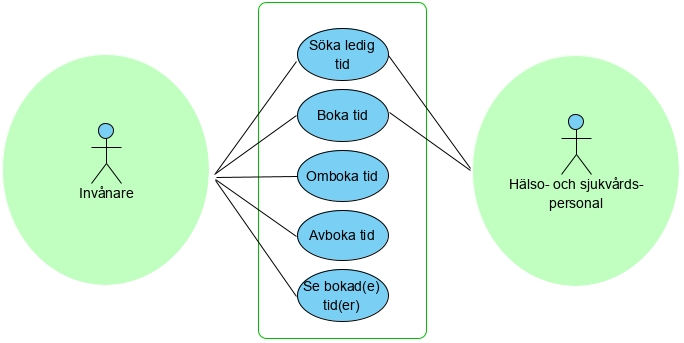 Söka ledig
tid
Boka tid
Omboka tid
Avboka tid
Se bokad(e)
tid(er)
Invånare
Hälso- och sjukvårds-
personal